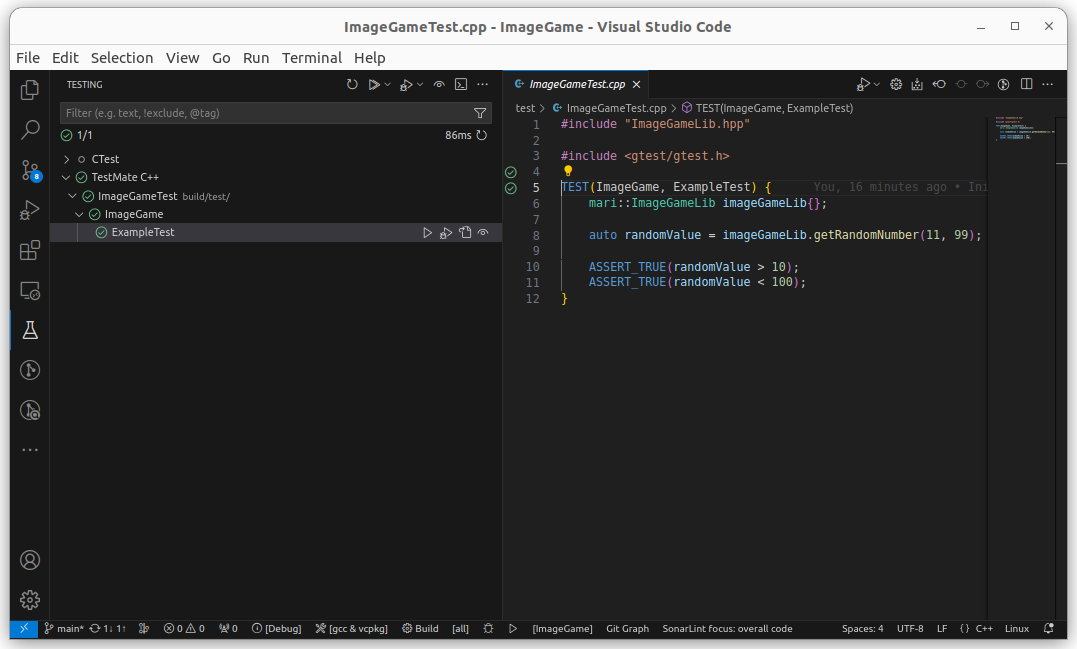 ImageGameTest.cpp - ImageGame - Visual Studio Code
File Edit Selection View Go Run Terminal Help
TESTING
Filter (e.g. text, !exclude, @tag)
1/1
86ms
CTest
TestMate C++
ImageGameTest build/test/
ImageGame
ExampleTest
8
ImageGameTest.cpp
test > ImageGameTest.cpp > TEST(ImageGame, ExampleTest)
1 #include "ImageGameLib.hpp"
2
3 #include <gtest/gtest.h>
4
5 TEST(ImageGame, ExampleTest) { You, 16 minutes ago • Ini
6 mari::ImageGameLib imageGameLib{};
7
8 auto randomValue = imageGameLib.getRandomNumber(11, 99);
9
10 ASSERT_TRUE(randomValue > 10);
11 ASSERT_TRUE(randomValue < 100);
12 }
main* 1↓ 1↑ 0 0 0 [Debug] [gcc & vcpkg] Build [all] [ImageGame] Git Graph SonarLint focus: overall code Spaces: 4 UTF-8 LF {} C++ Linux